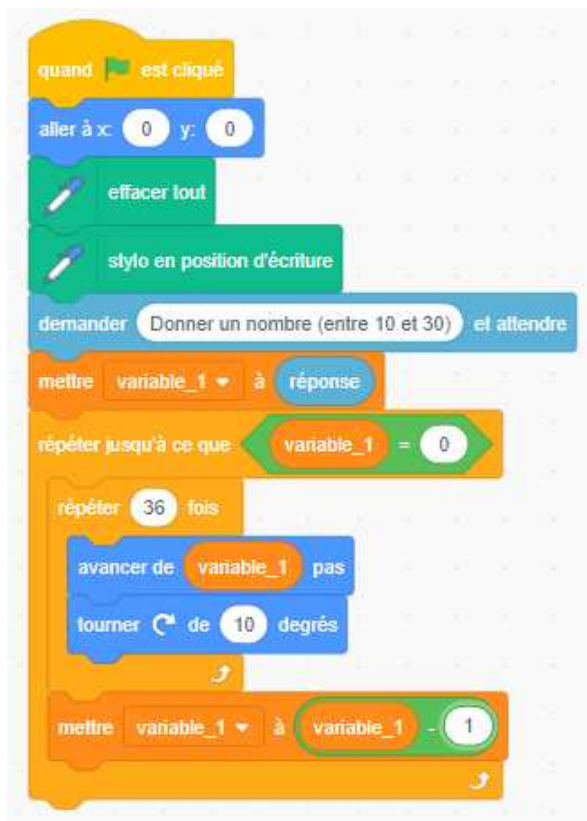 quand est cliqué
aller à x: 0 y: 0
effacer tout
stylo en position d'écriture
demander Donner un nombre (entre 10 et 30) et attendre
mettre variable_1 à réponse
répéter jusqu'à ce que variable_1 = 0
répéter 36 fois
avancer de variable_1 pas
tourner de 10 degrés
mettre variable_1 à variable_1 - 1